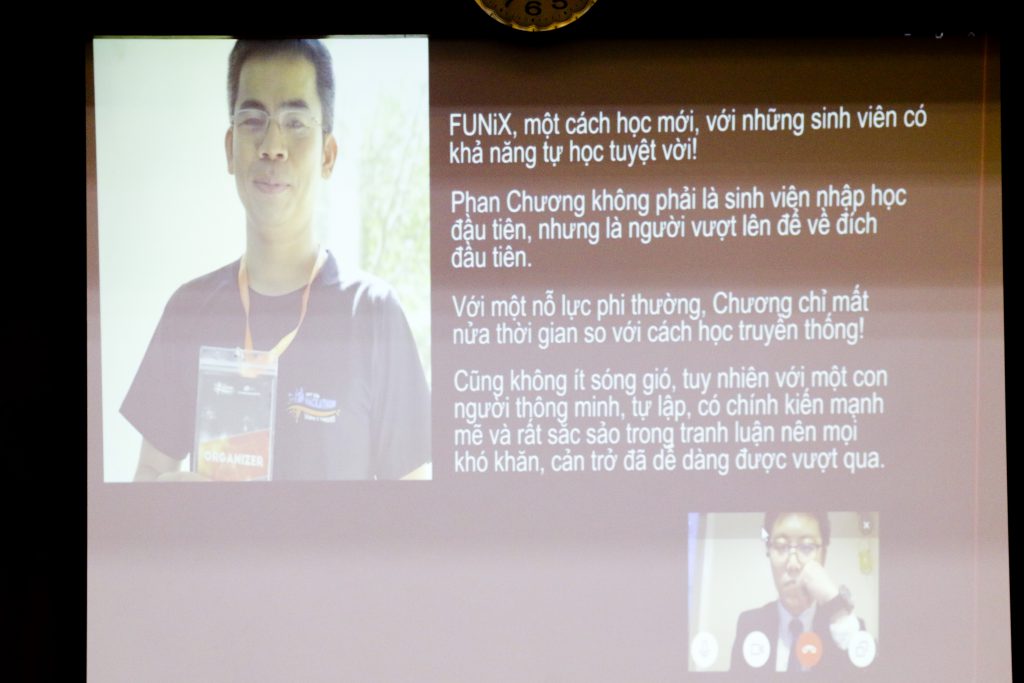 6 5
FUNiX, một cách học mới, với những sinh viên có
khả năng tự học tuyệt vời!
Phan Chương không phải là sinh viên nhập học
đầu tiên, nhưng là người vượt lên để về đích
đầu tiên.
Với một nỗ lực phi thường, Chương chỉ mất
nửa thời gian so với cách học truyền thống!
Cũng không ít sóng gió, tuy nhiên với một con
người thông minh, tự lập, có chính kiến mạnh
mẽ và rất sắc sảo trong tranh luận nên mọi
khó khăn, cản trở đã dễ dàng được vượt qua.
HACKATHON
ORGANIZER